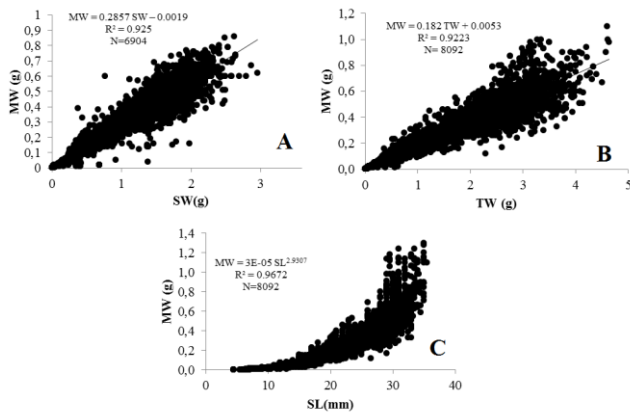 MW = 0.2857 SW – 0.0019
R² = 0.925
N=6904
MW (g)
0,9
0,8
0,7
0,6
0,5
0,4
0,3
0,2
0,1
0
0 1 2 3
SW(g)
A
MW = 0.182 TW + 0.0053
R² = 0.9223
N= 8092
MW (g)
1,2
1,0
0,8
0,6
0,4
0,2
0,0
0 1 2 3 4 5
TW (g)
B
MW = 3E-05 SL^2.9307
R² = 0.9672
N=8092
MW (g)
1,4
1,2
1,0
0,8
0,6
0,4
0,2
0,0
0 10 20 30 40
SL(mm)
C